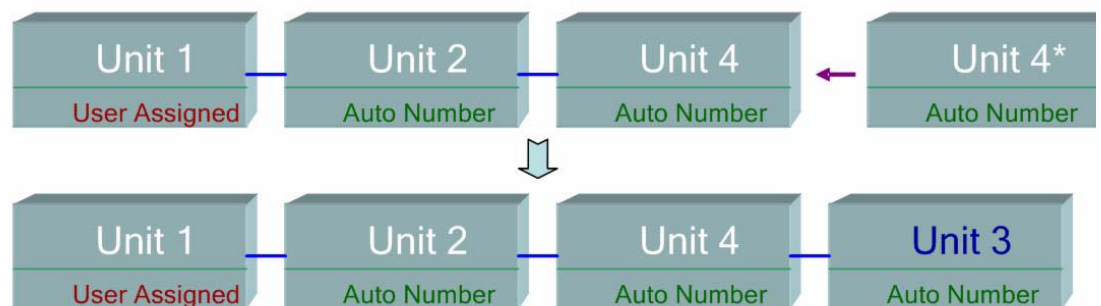 Unit 1 Unit 2 Unit 4 Unit 4*
User Assigned Auto Number Auto Number Auto Number
Unit 1 Unit 2 Unit 4 Unit 3
User Assigned Auto Number Auto Number Auto Number